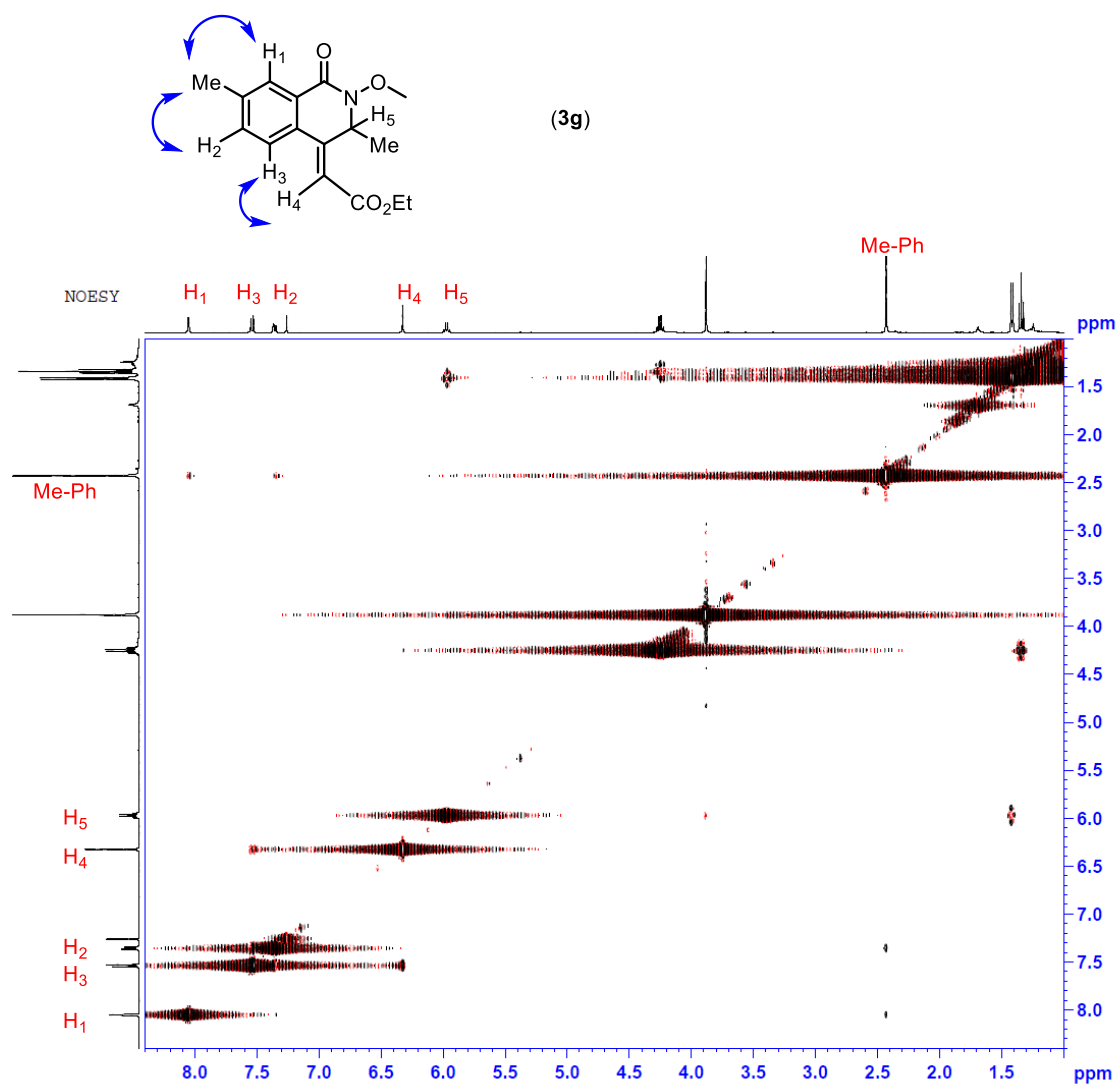 H1 O
Me N O
H5
(3g)
H2 Me
H3
H4 CO2Et
Me-Ph
NOESY H1 H3 H2 H4 H5
ppm
1.5
2.0
Me-Ph 2.5
3.0
3.5
4.0
4.5
5.0
5.5
H5 6.0
H4 6.5
7.0
H2
H3 7.5
H1 8.0
8.0 7.5 7.0 6.5 6.0 5.5 5.0 4.5 4.0 3.5 3.0 2.5 2.0 1.5 ppm